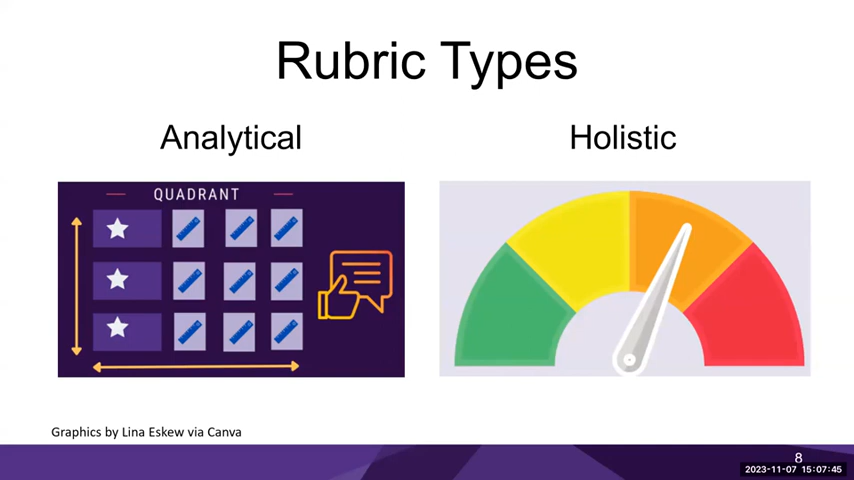 Rubric Types
Analytical
Holistic
QUADRANT
Graphics by Lina Eskew via Canva
8
2023-11-07 15:07:45